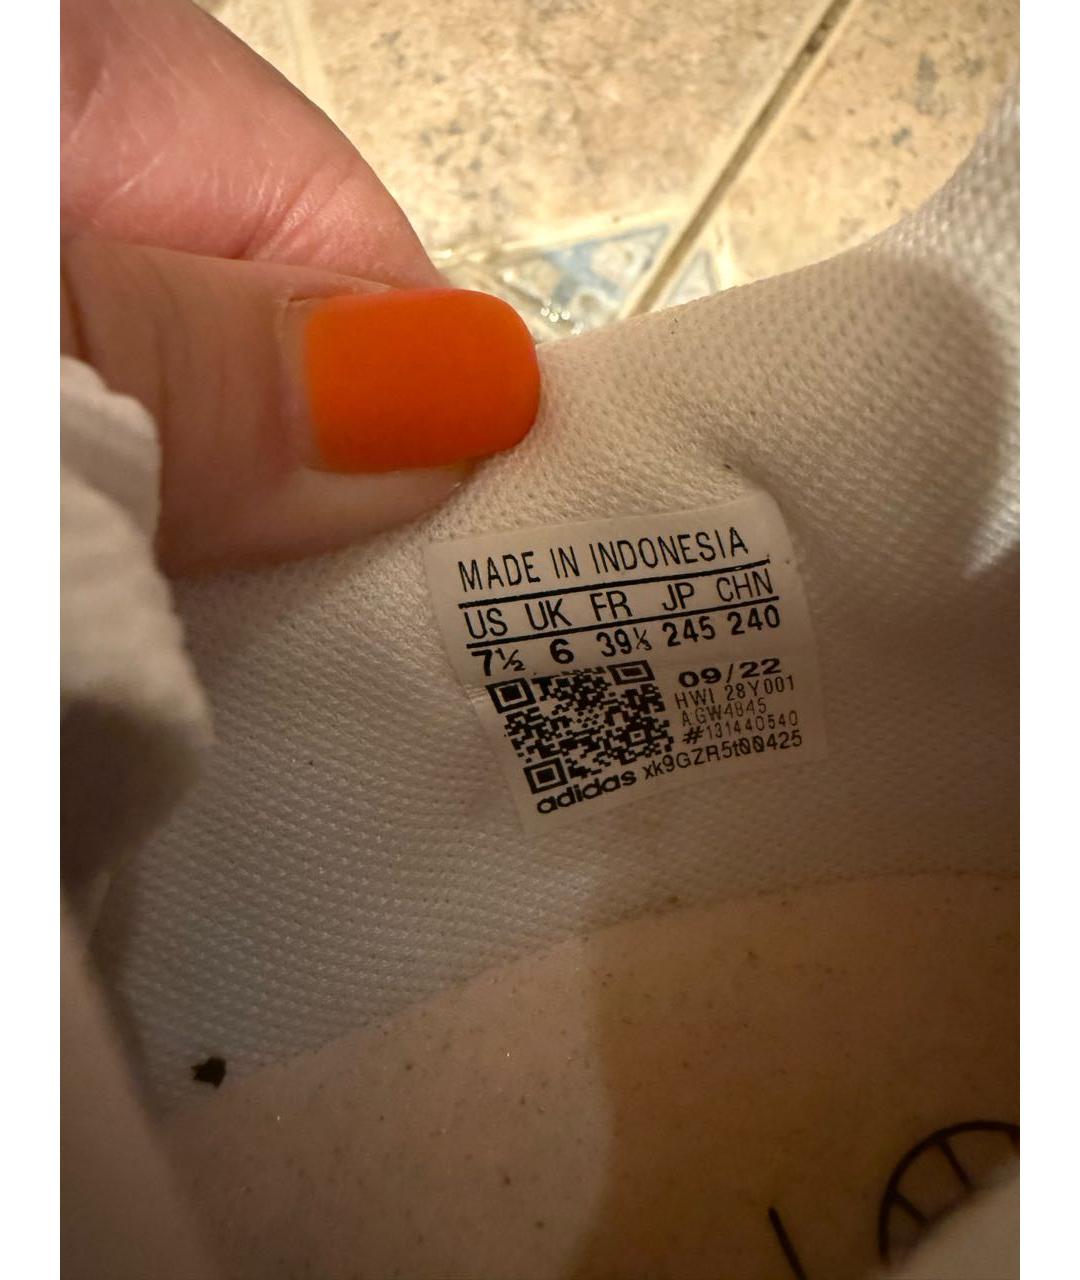 MADE IN INDONESIA
US UK FR JP CHN
7½ 6 39⅓ 245 240
09/22
HWI 28Y001
AGW4845
#131440540
adidas xk9GZR5t00425